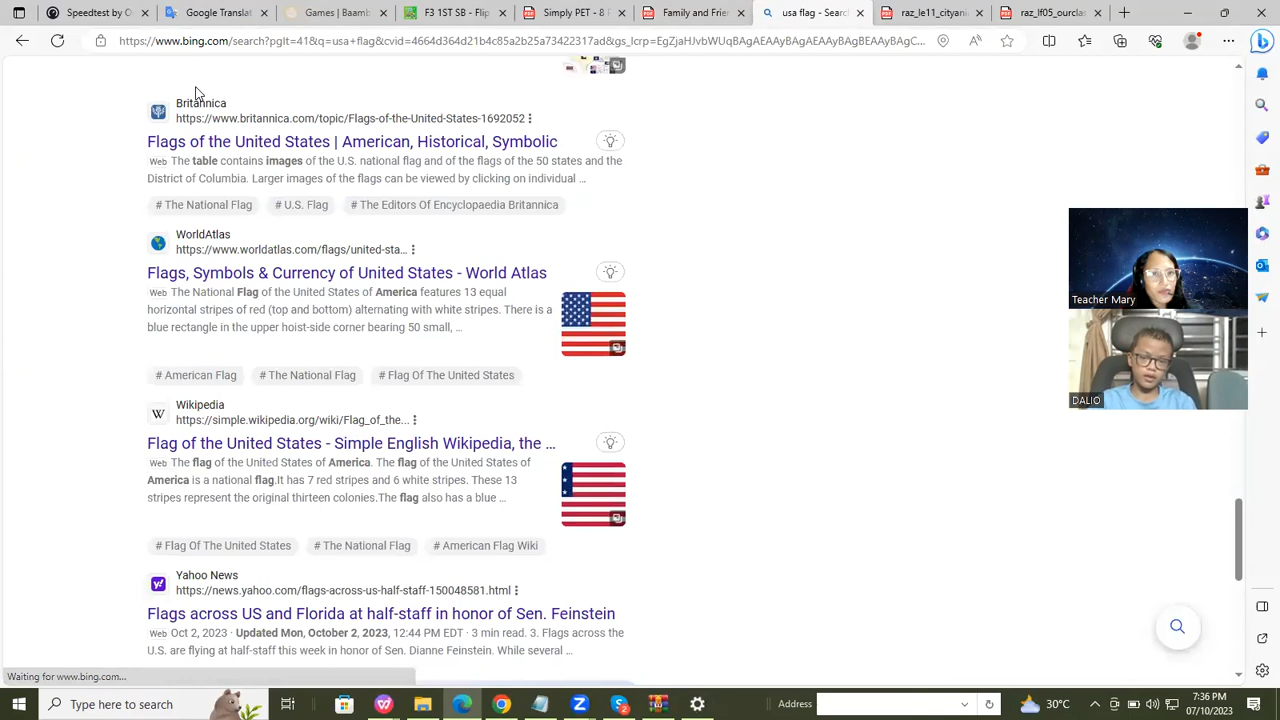 Speedtest by O
Google Translat
Games | Baamb
F3 1ST SB - Flip
Simply PET - 8 F
Family and Frie
usa flag - Searc
raz_le11_cityani
raz_lf05_ourclas
https://www.bing.com/search?pglt=41&q=usa+flag&cvid=4664d364d21b4c85a2b25a73422317ad&gs_lcrp=EgZjaHJvbWUqBAgAEAAyBAgAEAAyBAgBEAAyBAgC...
Britannica
https://www.britannica.com/topic/Flags-of-the-United-States-1692052
Flags of the United States | American, Historical, Symbolic
Web The table contains images of the U.S. national flag and of the flags of the 50 states and the
District of Columbia. Larger images of the flags can be viewed by clicking on individual ...
# The National Flag # U.S. Flag # The Editors Of Encyclopaedia Britannica
WorldAtlas
https://www.worldatlas.com/flags/united-sta...
Flags, Symbols & Currency of United States - World Atlas
Web The National Flag of the United States of America features 13 equal
horizontal stripes of red (top and bottom) alternating with white stripes. There is a
blue rectangle in the upper hoist-side corner bearing 50 small, ...
Teacher Mary
# American Flag # The National Flag # Flag Of The United States
DALIO
Wikipedia
https://simple.wikipedia.org/wiki/Flag_of_the...
Flag of the United States - Simple English Wikipedia, the ...
Web The flag of the United States of America. The flag of the United States of
America is a national flag.It has 7 red stripes and 6 white stripes. These 13
stripes represent the original thirteen colonies.The flag also has a blue ...
# Flag Of The United States # The National Flag # American Flag Wiki
Yahoo News
https://news.yahoo.com/flags-across-us-half-staff-150048581.html
Flags across US and Florida at half-staff in honor of Sen. Feinstein
Web Oct 2, 2023 · Updated Mon, October 2, 2023, 12:44 PM EDT · 3 min read. 3. Flags across the
U.S. are flying at half-staff this week in honor of Sen. Dianne Feinstein. While several ...
Waiting for www.bing.com...
Type here to search
Address
30°C
7:36 PM
07/10/2023